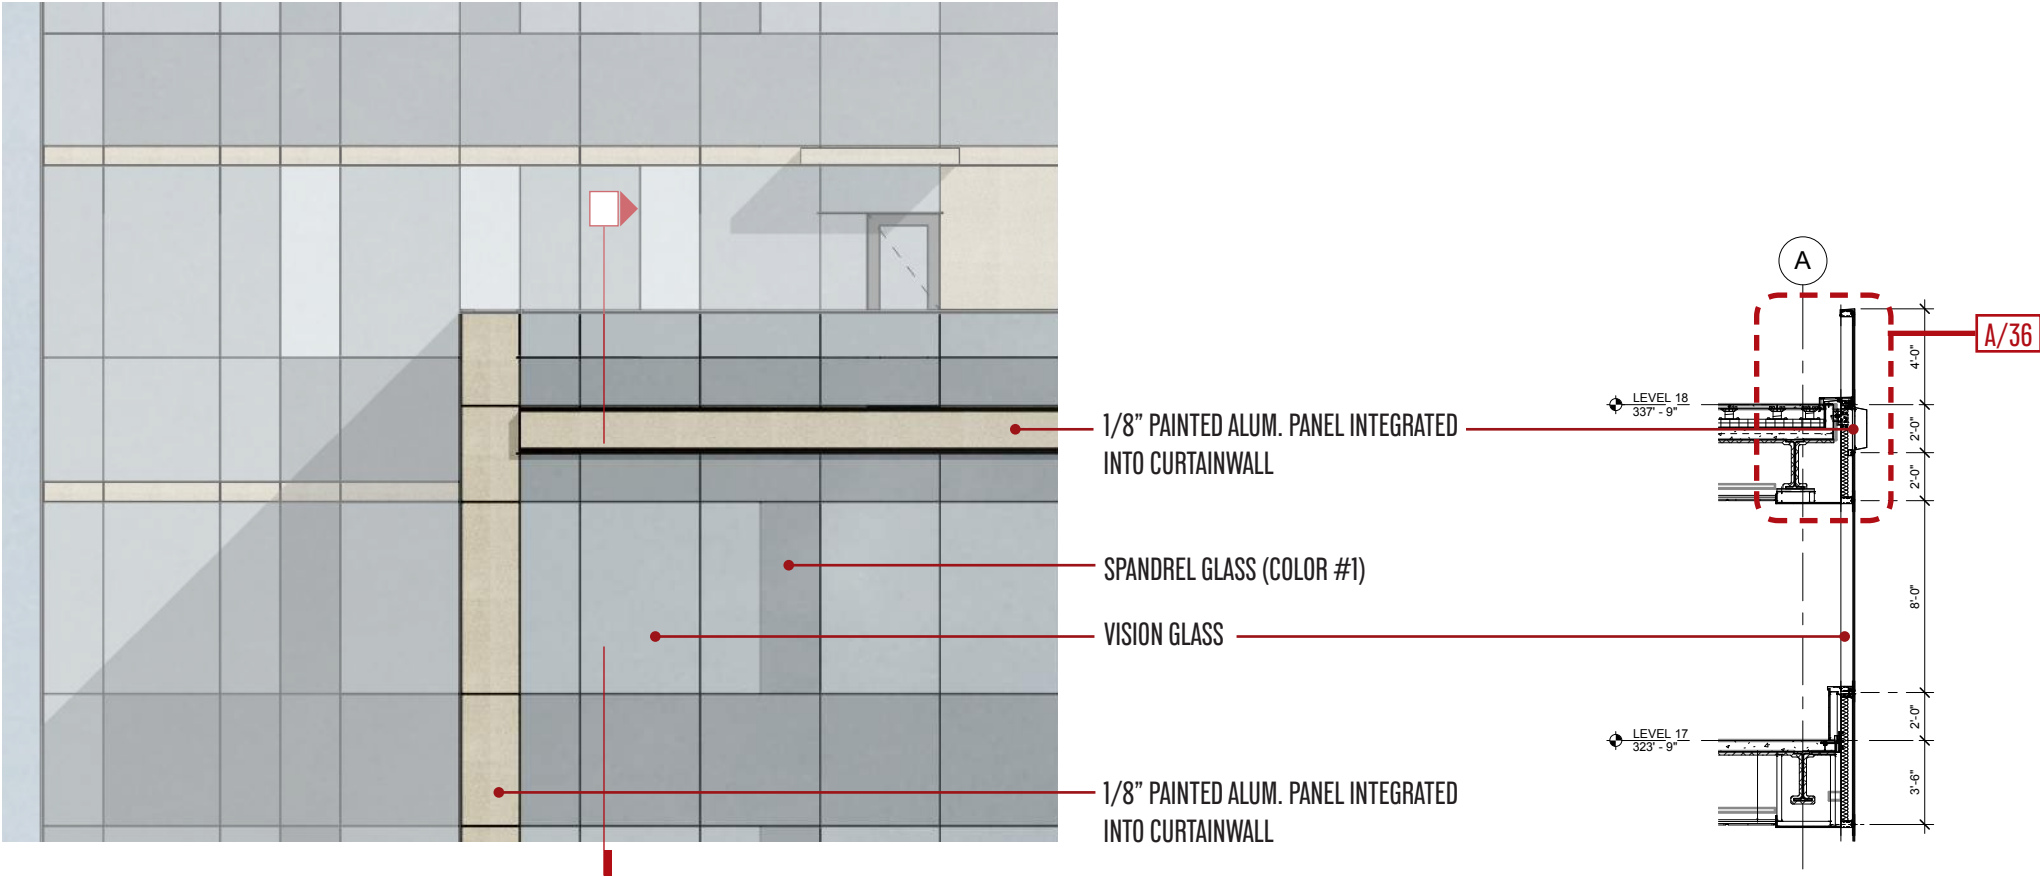 A
A/36
4'-0"
LEVEL 18
337' - 9"
1/8” PAINTED ALUM. PANEL INTEGRATED
INTO CURTAINWALL
2'-0"
2'-0"
SPANDREL GLASS (COLOR #1)
8'-0"
VISION GLASS
2'-0"
LEVEL 17
323' - 9"
3'-6"
1/8” PAINTED ALUM. PANEL INTEGRATED
INTO CURTAINWALL